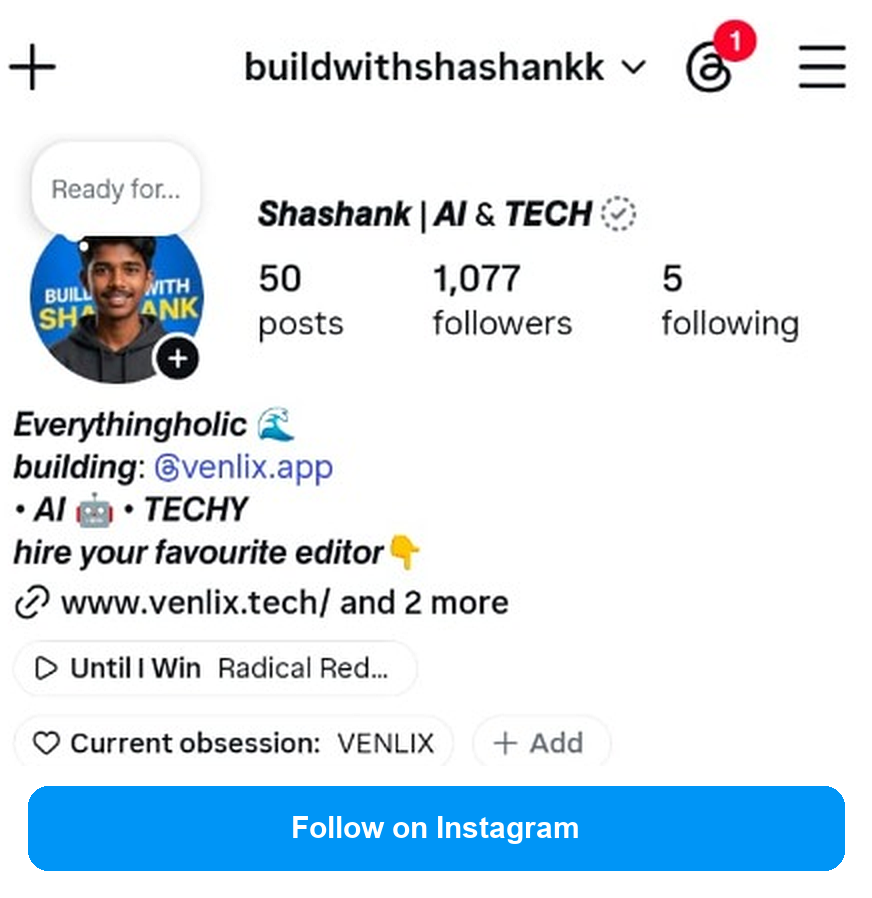 buildwithshashankk
1
Ready for...
Shashank | AI & TECH
50 1,077 5
posts followers following
Everythingholic 🌊
building: @venlix.app
• AI 🤖 • TECHY
hire your favourite editor👇
www.venlix.tech/ and 2 more
Until I Win Radical Red...
Current obsession: VENLIX + Add
Follow on Instagram